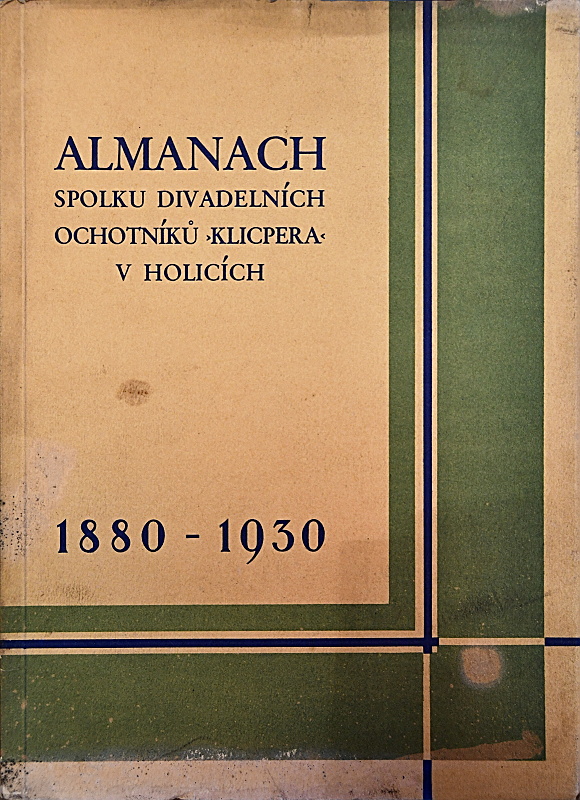 ALMANACH
SPOLKU DIVADELNÍCH
OCHOTNÍKŮ ›KLICPERA‹
V HOLICÍCH
1880 - 1930